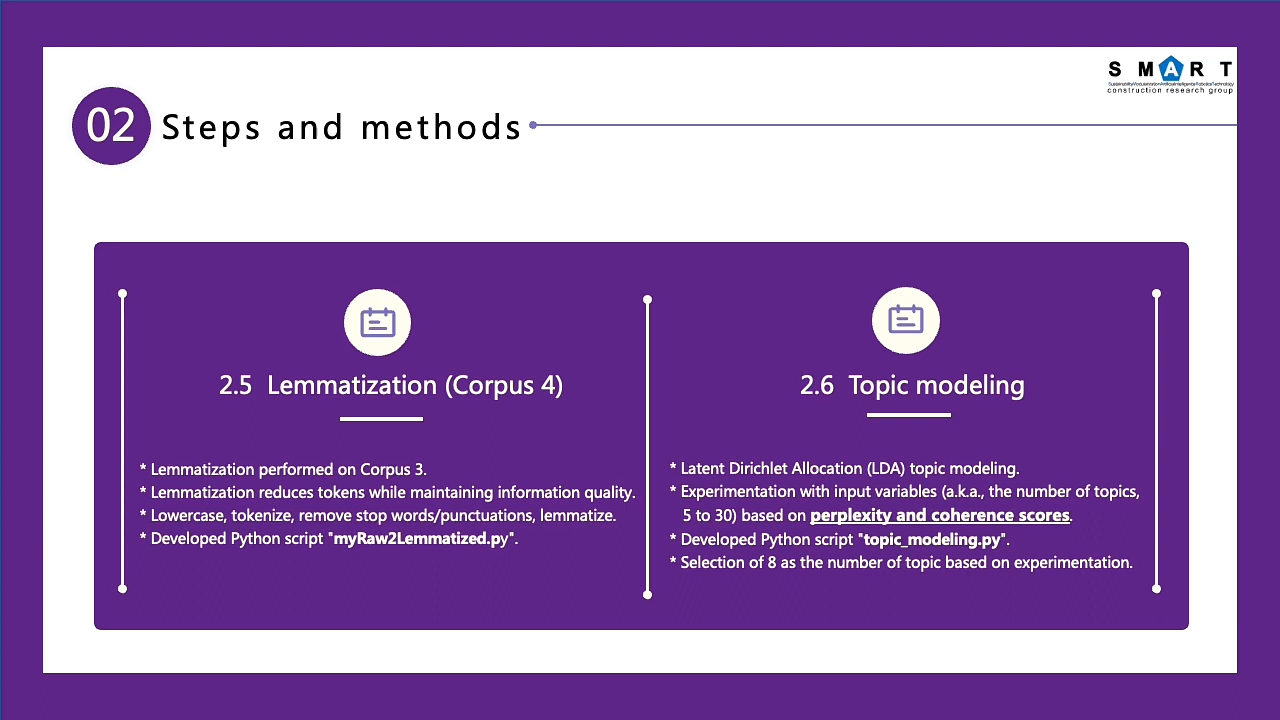 SMART
construction research group
02 Steps and methods
2.5 Lemmatization (Corpus 4)
* Lemmatization performed on Corpus 3.
* Lemmatization reduces tokens while maintaining information quality.
* Lowercase, tokenize, remove stop words/punctuations, lemmatize.
* Developed Python script "myRaw2Lemmatized.py".
2.6 Topic modeling
* Latent Dirichlet Allocation (LDA) topic modeling.
* Experimentation with input variables (a.k.a., the number of topics,
5 to 30) based on perplexity and coherence scores.
* Developed Python script "topic_modeling.py".
* Selection of 8 as the number of topic based on experimentation.